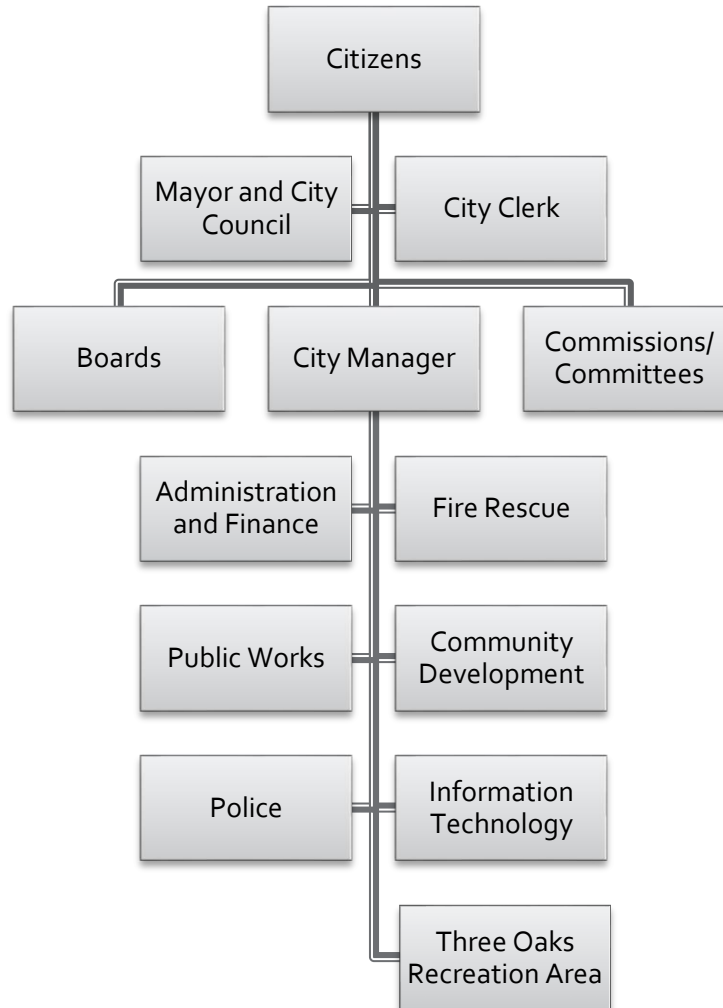 Citizens
Mayor and City
Council
City Clerk
Boards
City Manager
Commissions/
Committees
Administration
and Finance
Fire Rescue
Public Works
Community
Development
Police
Information
Technology
Three Oaks
Recreation Area